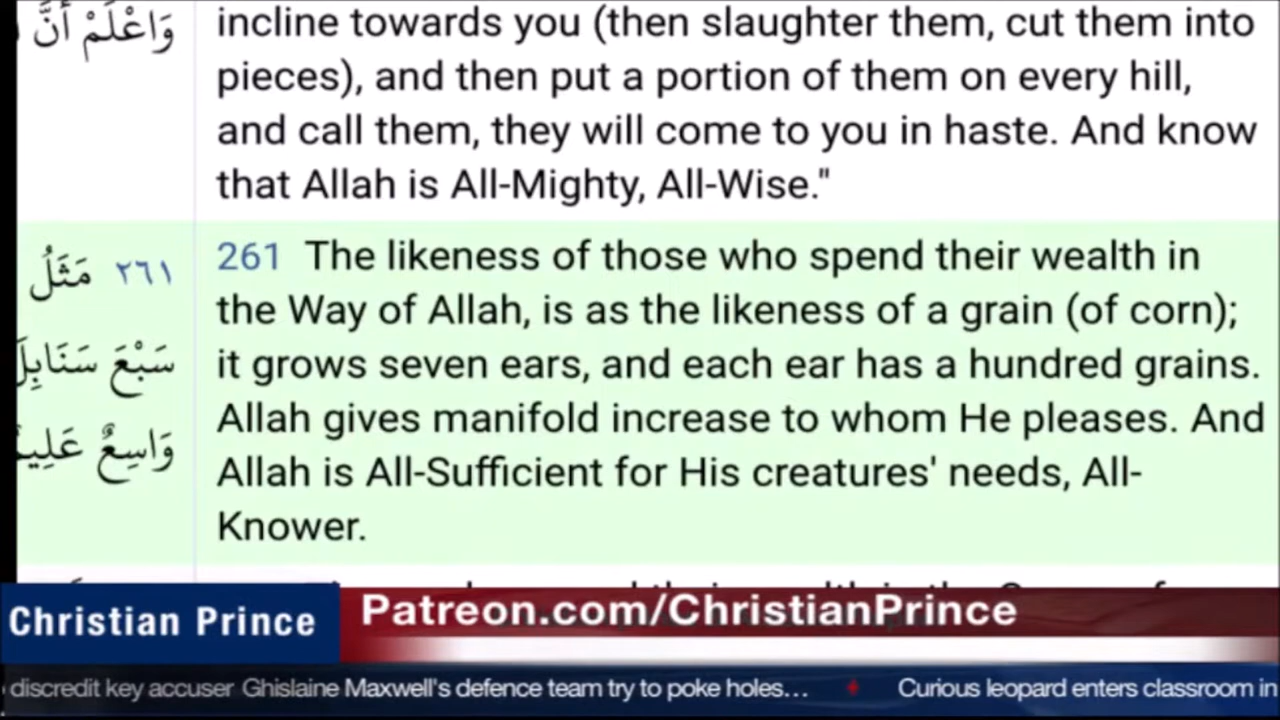 incline towards you (then slaughter them, cut them into
وَاعْلَمْ أَنَّ
pieces), and then put a portion of them on every hill,
and call them, they will come to you in haste. And know
that Allah is All-Mighty, All-Wise."
261 The likeness of those who spend their wealth in
٢٦١ مَثَلُ
the Way of Allah, is as the likeness of a grain (of corn);
it grows seven ears, and each ear has a hundred grains.
سَبْعَ سَنَابِلَ
Allah gives manifold increase to whom He pleases. And
وَاسِعٌ
Allah is All-Sufficient for His creatures' needs, All-
Knower.
Christian Prince
Patreon.com/ChristianPrince
discredit key accuser Ghislaine Maxwell's defence team try to poke holes... Curious leopard enters classroom in